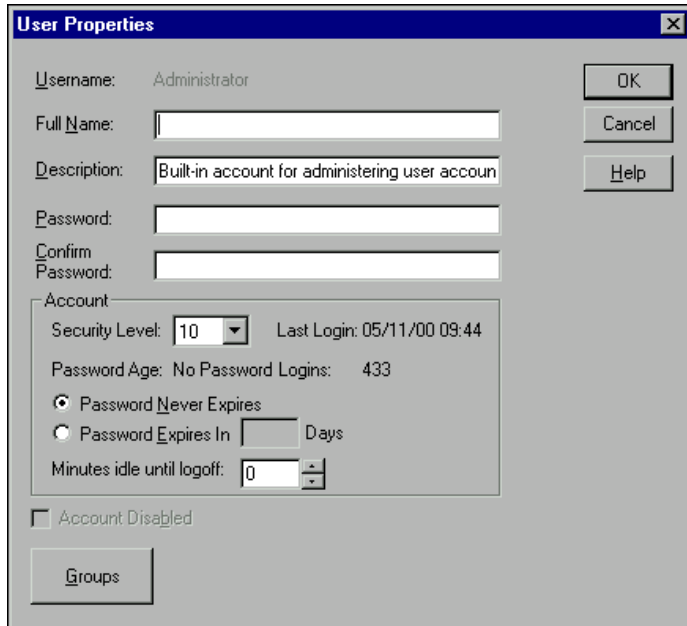 User Properties
Username: Administrator
OK
Full Name:
Cancel
Description: Built-in account for administering user accoun
Help
Password:
Confirm
Password:
Account
Security Level: 10 Last Login: 05/11/00 09:44
Password Age: No Password Logins: 433
Password Never Expires
Password Expires In Days
Minutes idle until logoff: 0
Account Disabled
Groups